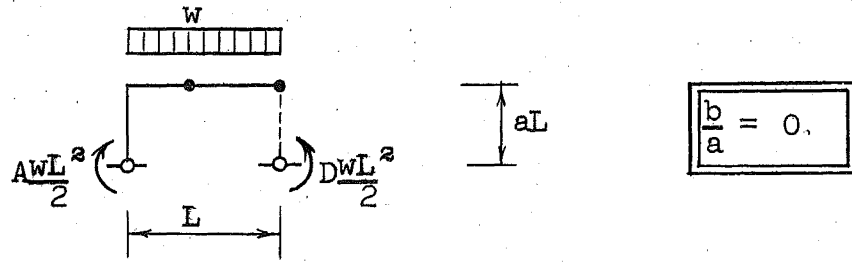 w
aL
b/a = 0.
AwL²/2
DwL²/2
L